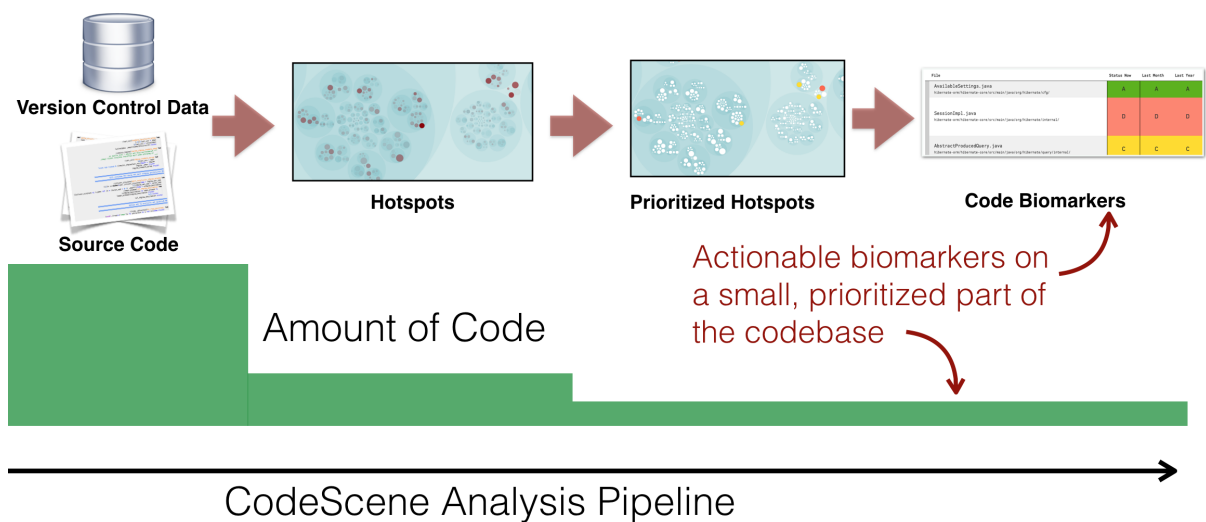 Version Control Data
Source Code
Hotspots
Prioritized Hotspots
File
Status Now
Last Month
Last Year
AvailableSettings.java
A
A
A
SessionImpl.java
D
D
D
AbstractProducedQuery.java
C
C
C
Code Biomarkers
Actionable biomarkers on
a small, prioritized part of
the codebase
Amount of Code
CodeScene Analysis Pipeline